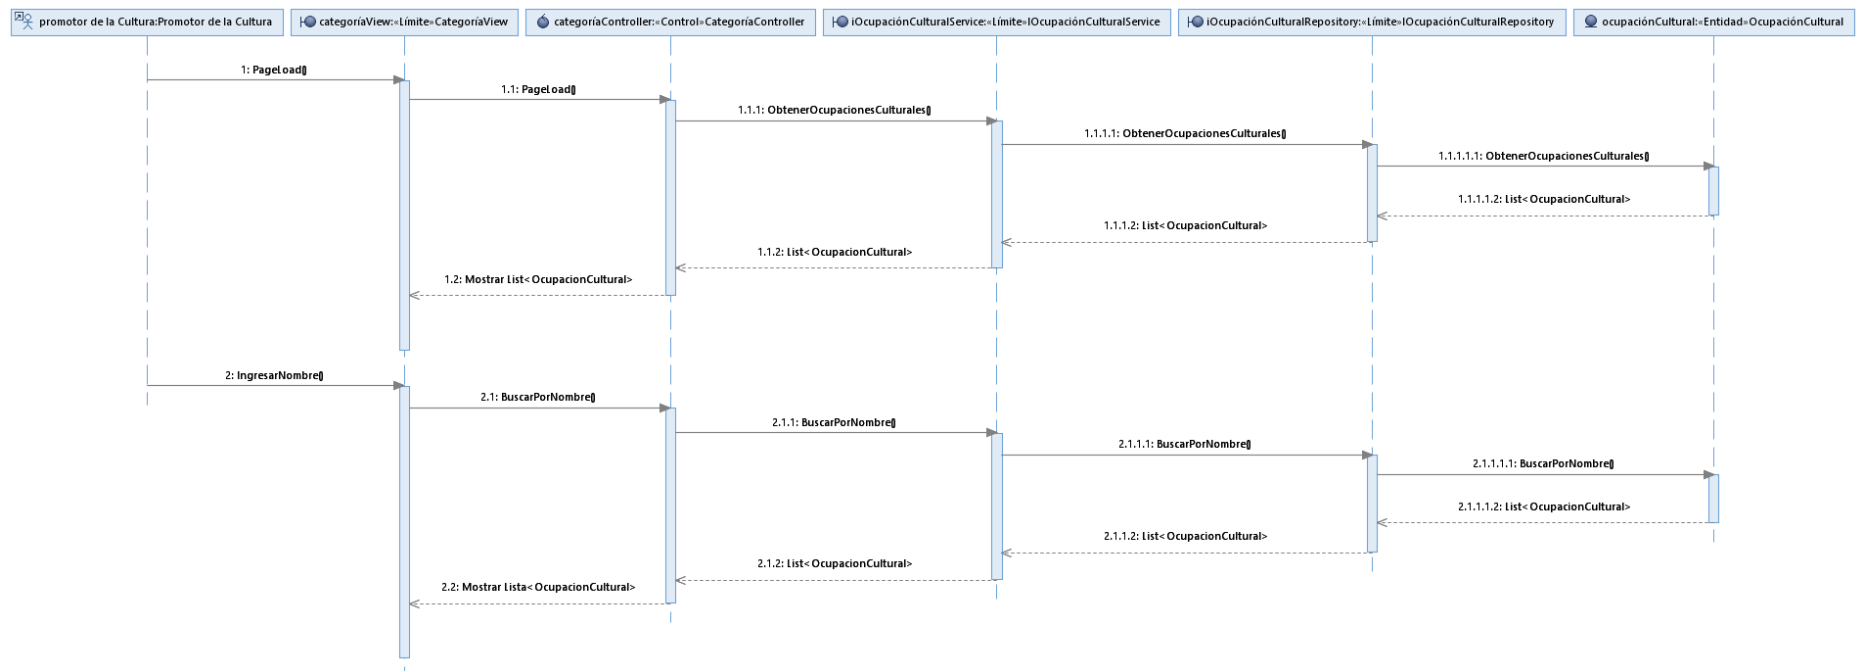 promotor de la Cultura:Promotor de la Cultura
categoríaView:«Límite»CategoríaView
categoríaController:«Control»CategoríaController
iOcupaciónCulturalService:«Límite»IOcupaciónCulturalService
iOcupaciónCulturalRepository:«Límite»IOcupaciónCulturalRepository
ocupaciónCultural:«Entidad»OcupaciónCultural
1: PageLoad()
1.1: PageLoad()
1.1.1: ObtenerOcupacionesCulturales()
1.1.1.1: ObtenerOcupacionesCulturales()
1.1.1.1.1: ObtenerOcupacionesCulturales()
1.1.1.1.2: List<OcupacionCultural>
1.1.1.2: List<OcupacionCultural>
1.1.2: List<OcupacionCultural>
1.2: Mostrar List<OcupacionCultural>
2: IngresarNombre()
2.1: BuscarPorNombre()
2.1.1: BuscarPorNombre()
2.1.1.1: BuscarPorNombre()
2.1.1.1.1: BuscarPorNombre()
2.1.1.1.2: List<OcupacionCultural>
2.1.1.2: List<OcupacionCultural>
2.1.2: List<OcupacionCultural>
2.2: Mostrar Lista<OcupacionCultural>